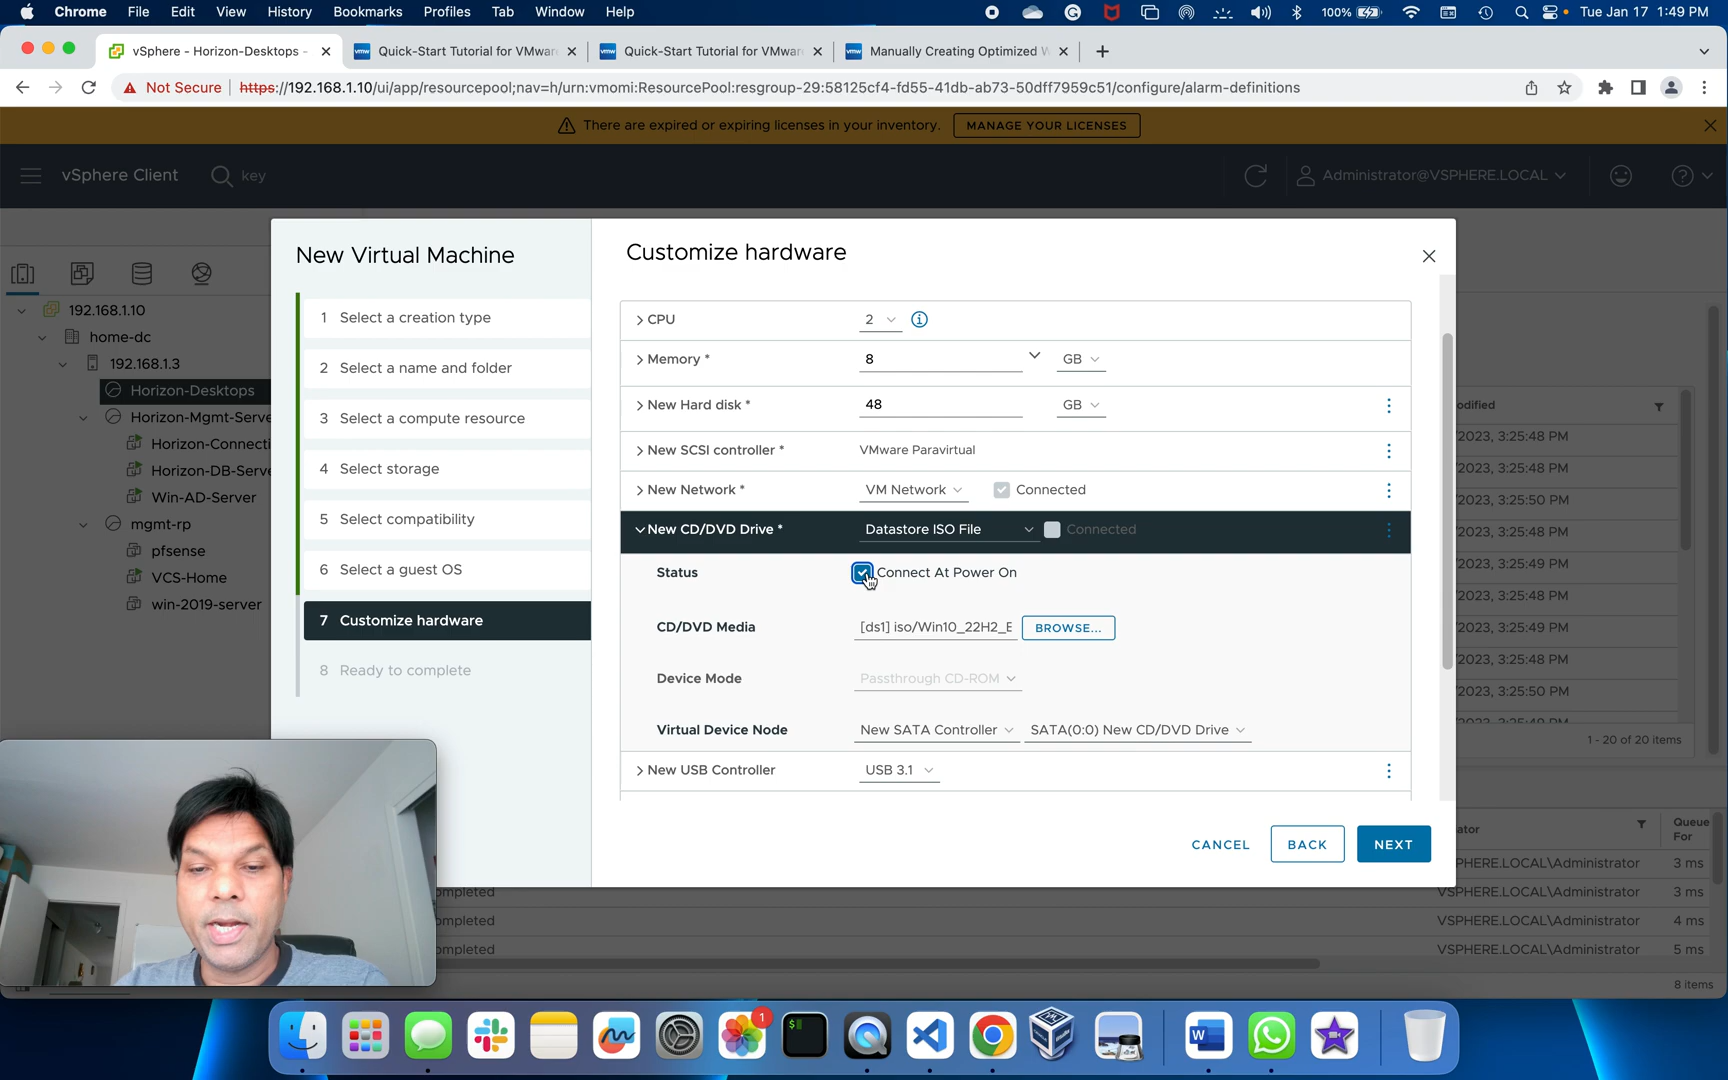 Chrome File Edit View History Bookmarks Profiles Tab Window Help 100% Tue Jan 17 1:49 PM
vSphere - Horizon-Desktops - Quick-Start Tutorial for VMwar Quick-Start Tutorial for VMwar Manually Creating Optimized W
Not Secure https://192.168.1.10/ui/app/resourcepool;nav=h/urn:vmomi:ResourcePool:resgroup-29:58125cf4-fd55-41db-ab73-50dff7959c51/configure/alarm-definitions
There are expired or expiring licenses in your inventory. MANAGE YOUR LICENSES
vSphere Client key Administrator@VSPHERE.LOCAL
192.168.1.10
home-dc
192.168.1.3
Horizon-Desktops
Horizon-Mgmt-Serve
Horizon-Connecti
Horizon-DB-Serve
Win-AD-Server
mgmt-rp
pfsense
VCS-Home
win-2019-server
New Virtual Machine
1 Select a creation type
2 Select a name and folder
3 Select a compute resource
4 Select storage
5 Select compatibility
6 Select a guest OS
7 Customize hardware
8 Ready to complete
Customize hardware
CPU 2
Memory * 8 GB
New Hard disk * 48 GB
New SCSI controller * VMware Paravirtual
New Network * VM Network Connected
New CD/DVD Drive * Datastore ISO File Connected
Status Connect At Power On
CD/DVD Media [ds1] iso/Win10_22H2_E BROWSE...
Device Mode Passthrough CD-ROM
Virtual Device Node New SATA Controller SATA(0:0) New CD/DVD Drive
New USB Controller USB 3.1
CANCEL BACK NEXT
odified
/2023, 3:25:48 PM
/2023, 3:25:48 PM
/2023, 3:25:50 PM
/2023, 3:25:49 PM
/2023, 3:25:49 PM
/2023, 3:25:48 PM
/2023, 3:25:49 PM
/2023, 3:25:48 PM
/2023, 3:25:50 PM
/2023, 3:25:49 PM
1 - 20 of 20 items
ator Queue
For
SPHERE.LOCAL\Administrator 3 ms
ompleted VSPHERE.LOCAL\Administrator 3 ms
ompleted VSPHERE.LOCAL\Administrator 4 ms
ompleted VSPHERE.LOCAL\Administrator 5 ms
8 items
1
$
W